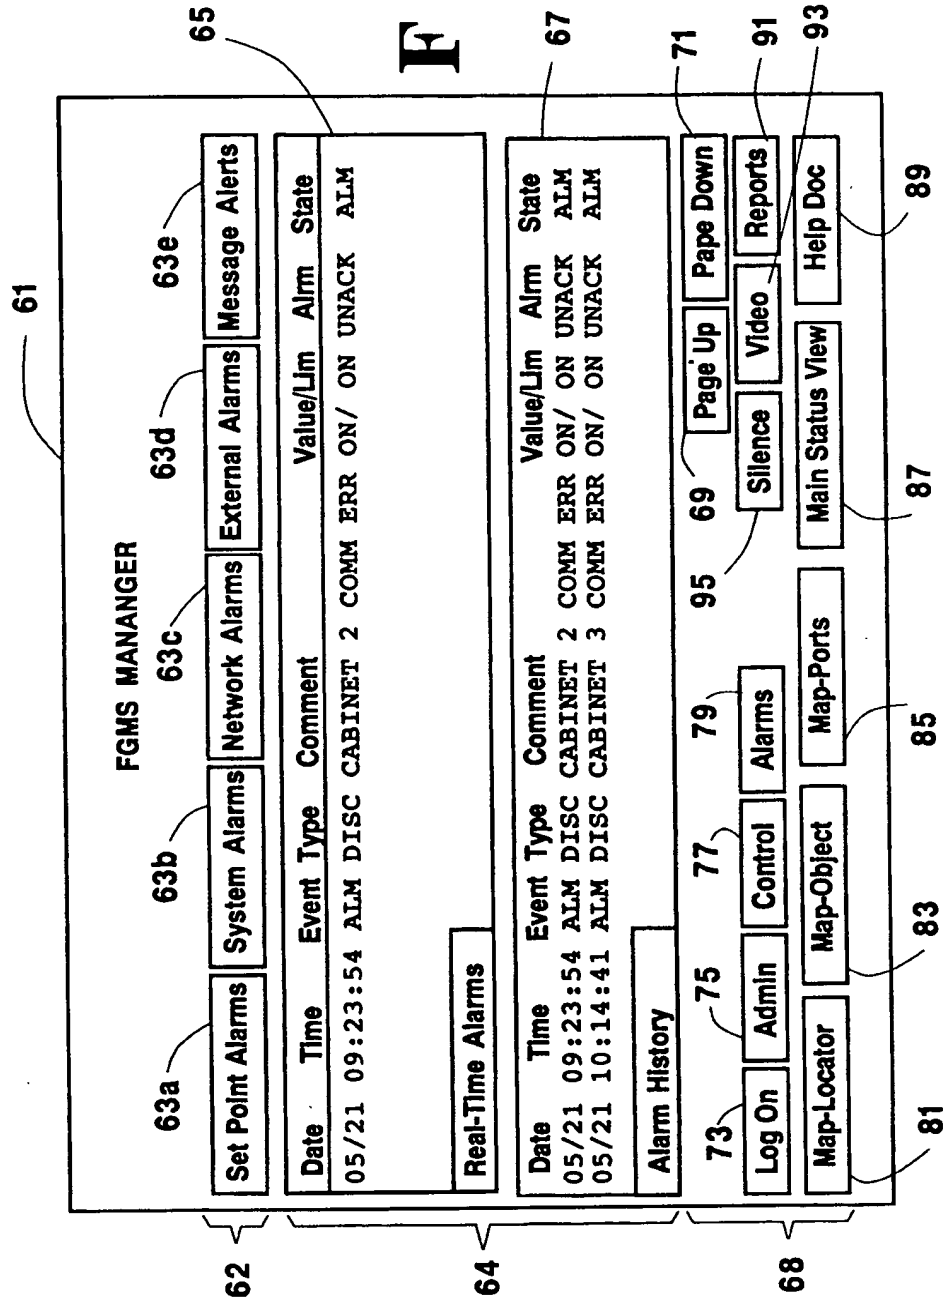 61
FGMS MANANGER
63a
63b
63c
63d
63e
62
Set Point Alarms
System Alarms
Network Alarms
External Alarms
Message Alerts
65
64
Date Time Event Type Comment Value/Lim Alrm State
05/21 09:23:54 ALM DISC CABINET 2 COMM ERR ON/ ON UNACK ALM
Real-Time Alarms
F
67
Date Time Event Type Comment Value/Lim Alrm State
05/21 09:23:54 ALM DISC CABINET 2 COMM ERR ON/ ON UNACK ALM
05/21 10:14:41 ALM DISC CABINET 3 COMM ERR ON/ ON UNACK ALM
Alarm History
69
Page Up
Pape Down
71
68
73
75
77
79
95
Log On
Admin
Control
Alarms
Silence
Video
Reports
91
93
Map-Locator
Map-Object
Map-Ports
Main Status View
Help Doc
81
83
85
87
89